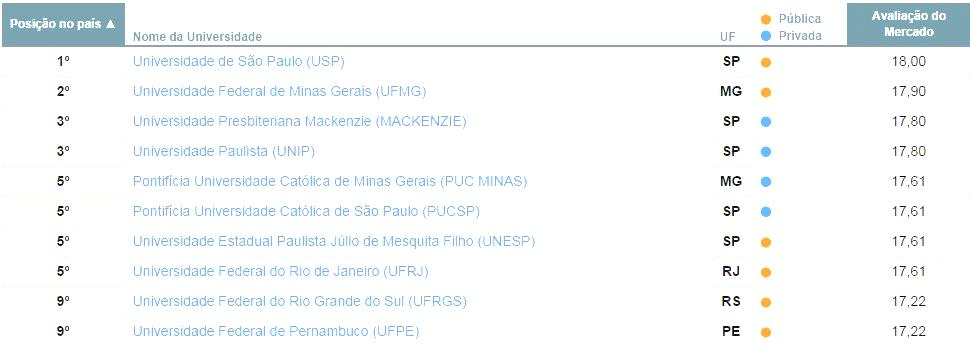 Posição no país ▲ Nome da Universidade UF Pública Privada Avaliação do Mercado
1º Universidade de São Paulo (USP) SP 18,00
2º Universidade Federal de Minas Gerais (UFMG) MG 17,90
3º Universidade Presbiteriana Mackenzie (MACKENZIE) SP 17,80
3º Universidade Paulista (UNIP) SP 17,80
5º Pontifícia Universidade Católica de Minas Gerais (PUC MINAS) MG 17,61
5º Pontifícia Universidade Católica de São Paulo (PUCSP) SP 17,61
5º Universidade Estadual Paulista Júlio de Mesquita Filho (UNESP) SP 17,61
5º Universidade Federal do Rio de Janeiro (UFRJ) RJ 17,61
9º Universidade Federal do Rio Grande do Sul (UFRGS) RS 17,22
9º Universidade Federal de Pernambuco (UFPE) PE 17,22